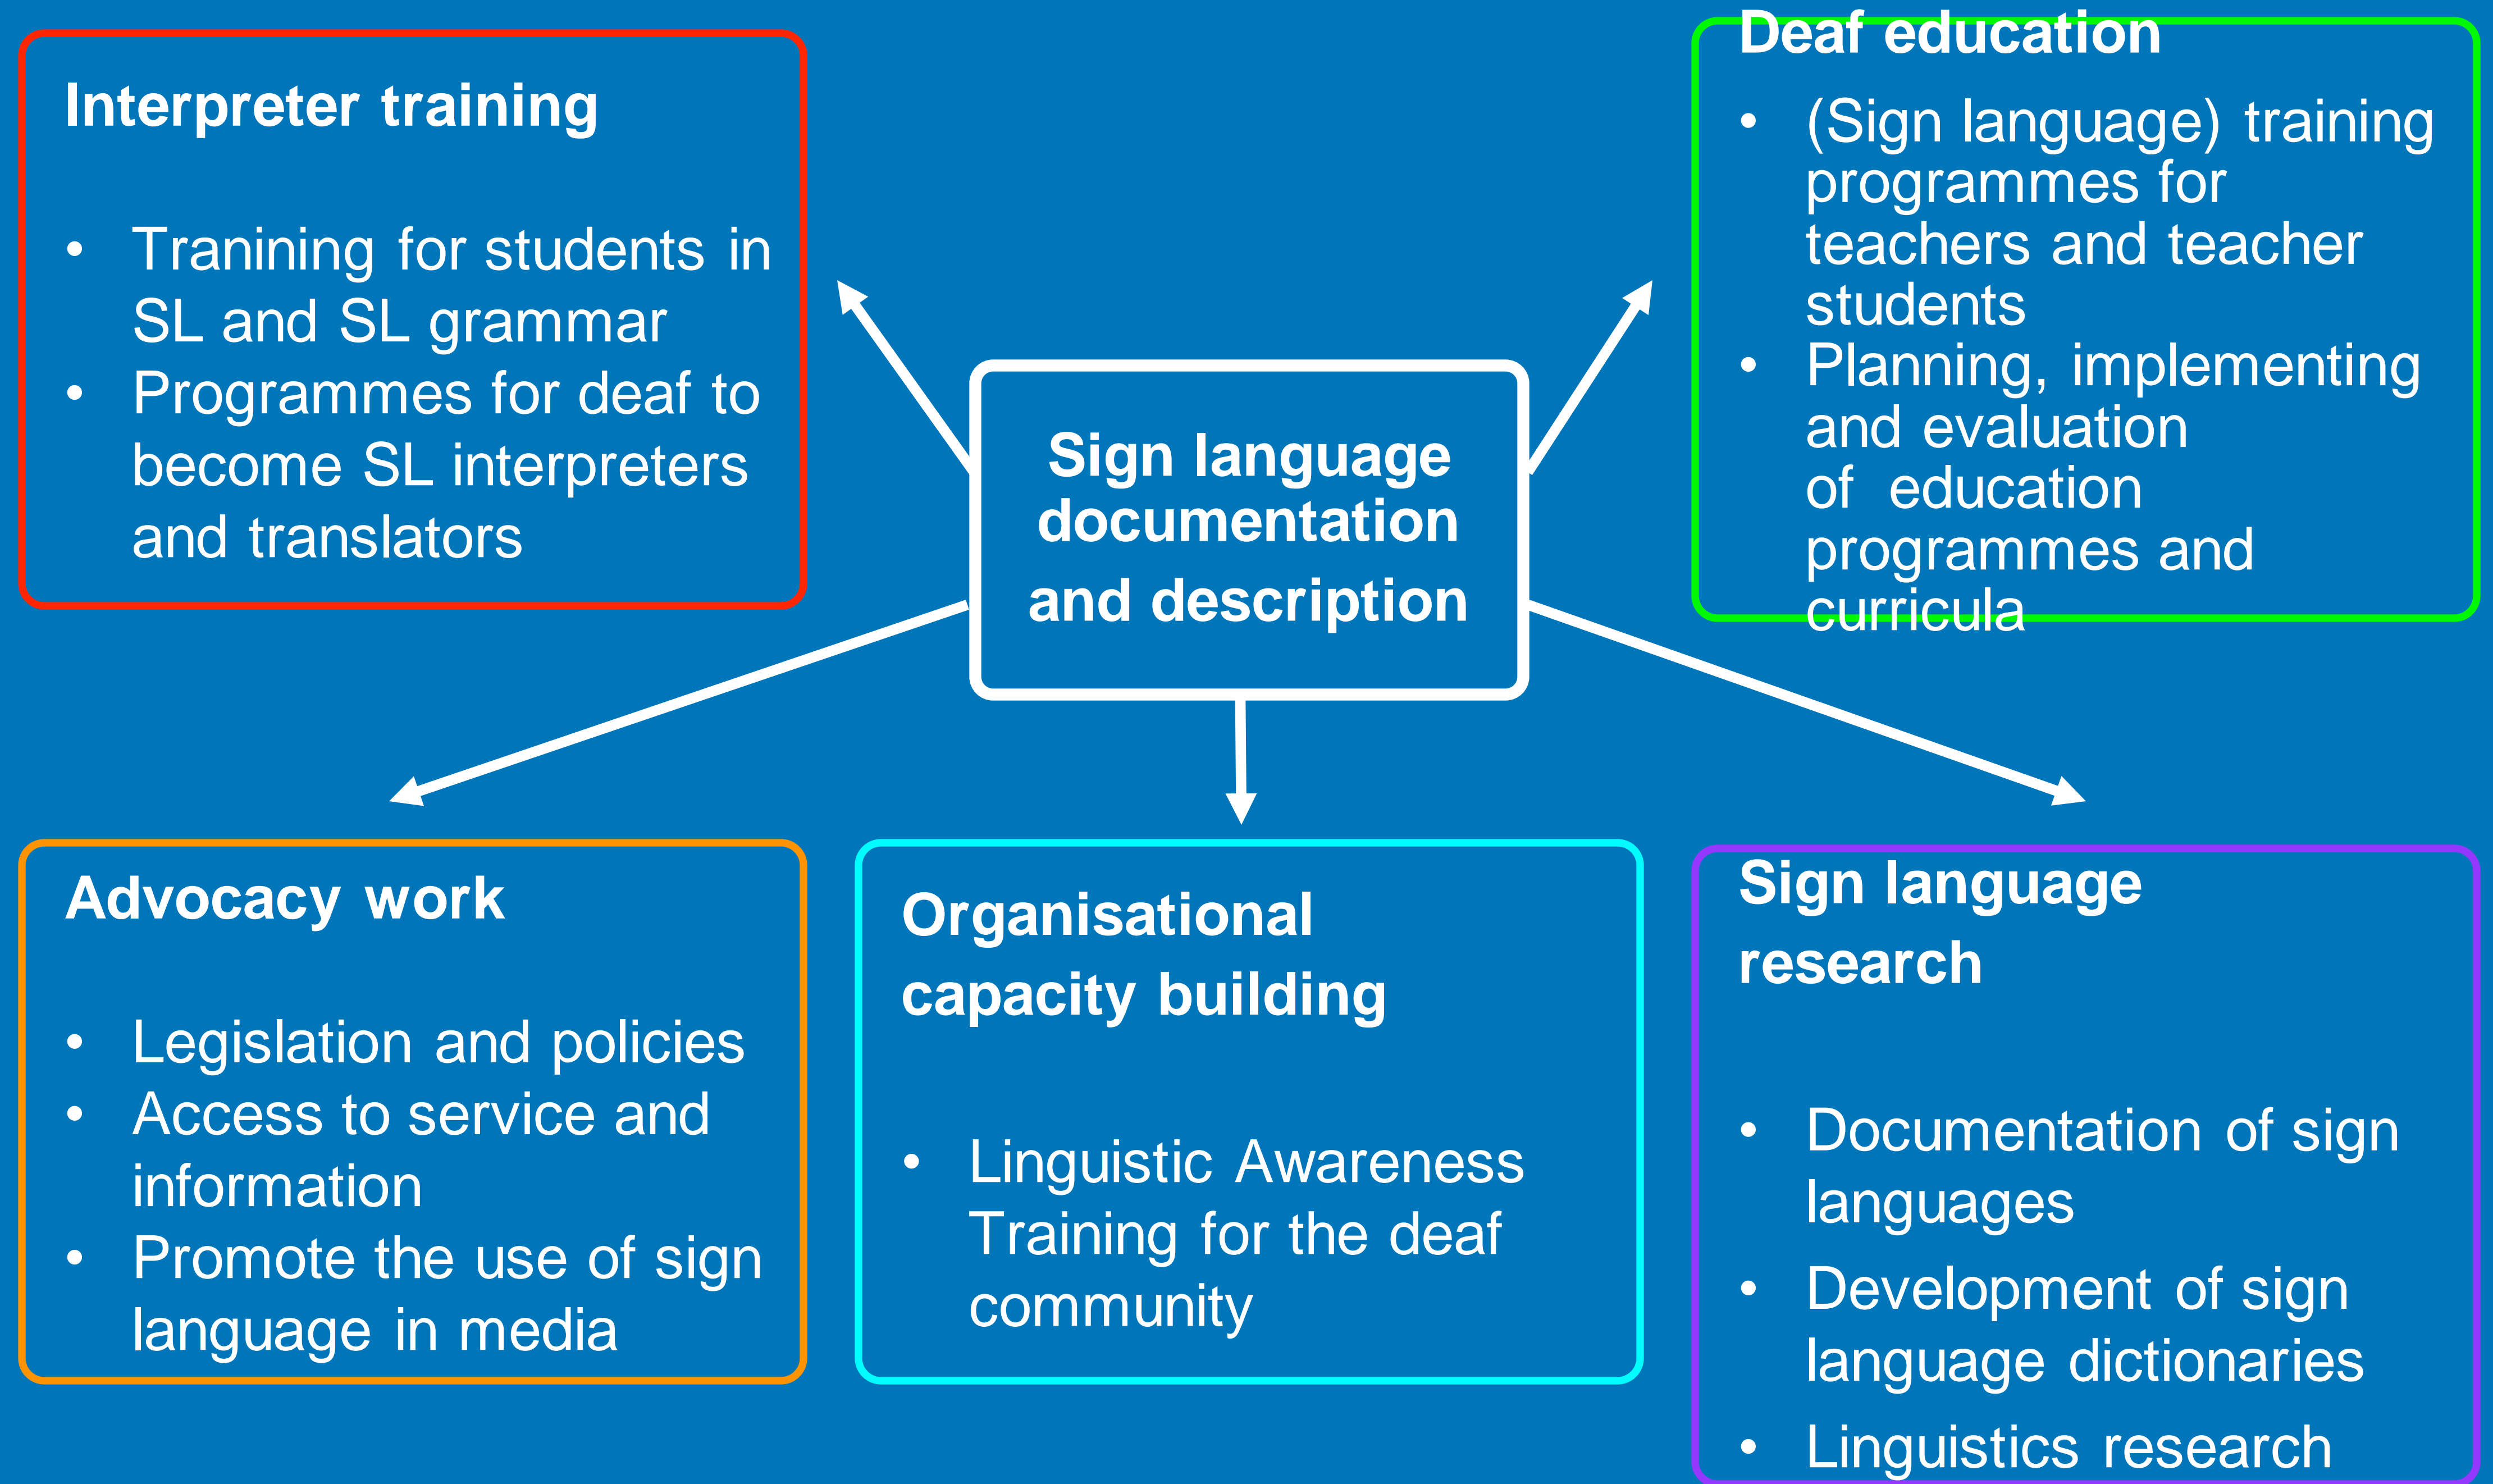 Interpreter training
• Tranining for students in
SL and SL grammar
• Programmes for deaf to
become SL interpreters
and translators
Deaf education
• (Sign language) training
programmes for
teachers and teacher
students
• Planning, implementing
and evaluation
of education
programmes and
curricula
Sign language
documentation
and description
Advocacy work
• Legislation and policies
• Access to service and
information
• Promote the use of sign
language in media
Organisational
capacity building
• Linguistic Awareness
Training for the deaf
community
Sign language
research
• Documentation of sign
languages
• Development of sign
language dictionaries
• Linguistics research